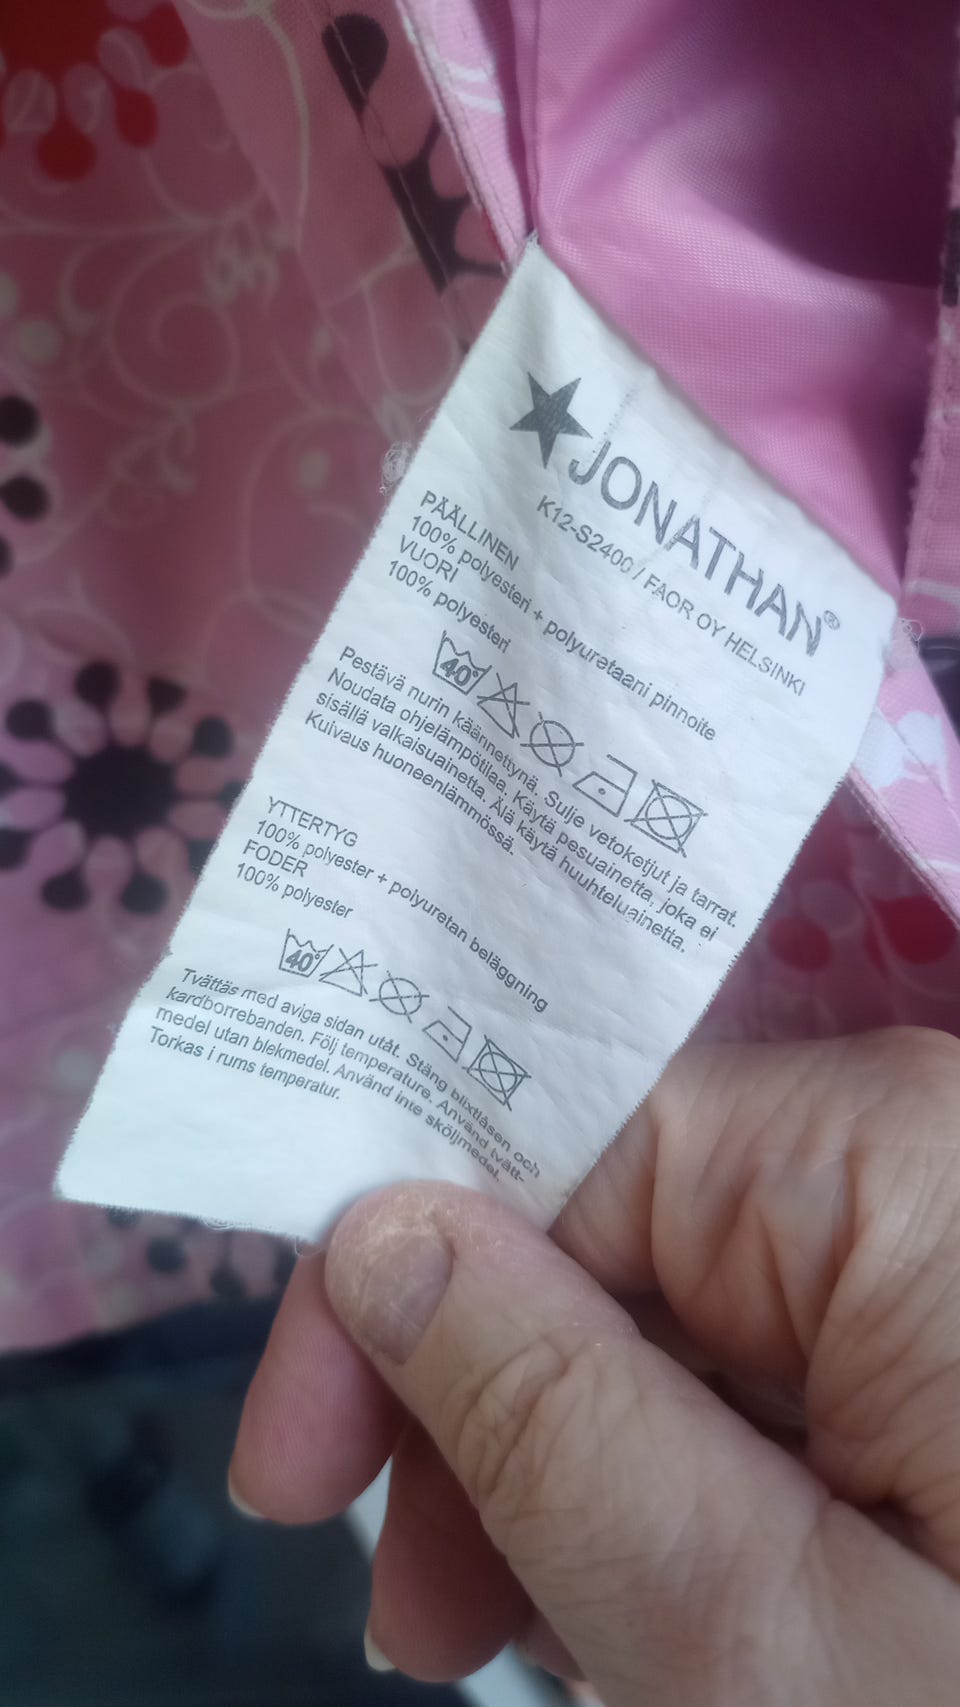 JONATHAN®
K12-S2400 / FAOR OY HELSINKI
PÄÄLLINEN
100% polyesteri + polyuretaani pinnoite
VUORI
100% polyesteri
40°
Pestävä nurin käännettynä. Sulje vetoketjut ja tarrat.
Noudata ohjelämpötilaa. Käytä pesuainetta, joka ei
sisällä valkaisuainetta. Älä käytä huuhteluainetta.
Kuivaus huoneenlämmössä.
YTTERTYG
100% polyester + polyuretan beläggning
FODER
100% polyester
40°
Tvättäs med aviga sidan utåt. Stäng blixtlåsen och
kardborrebanden. Följ temperature. Använd tvätt-
medel utan blekmedel. Använd inte sköljmedel.
Torkas i rums temperatur.